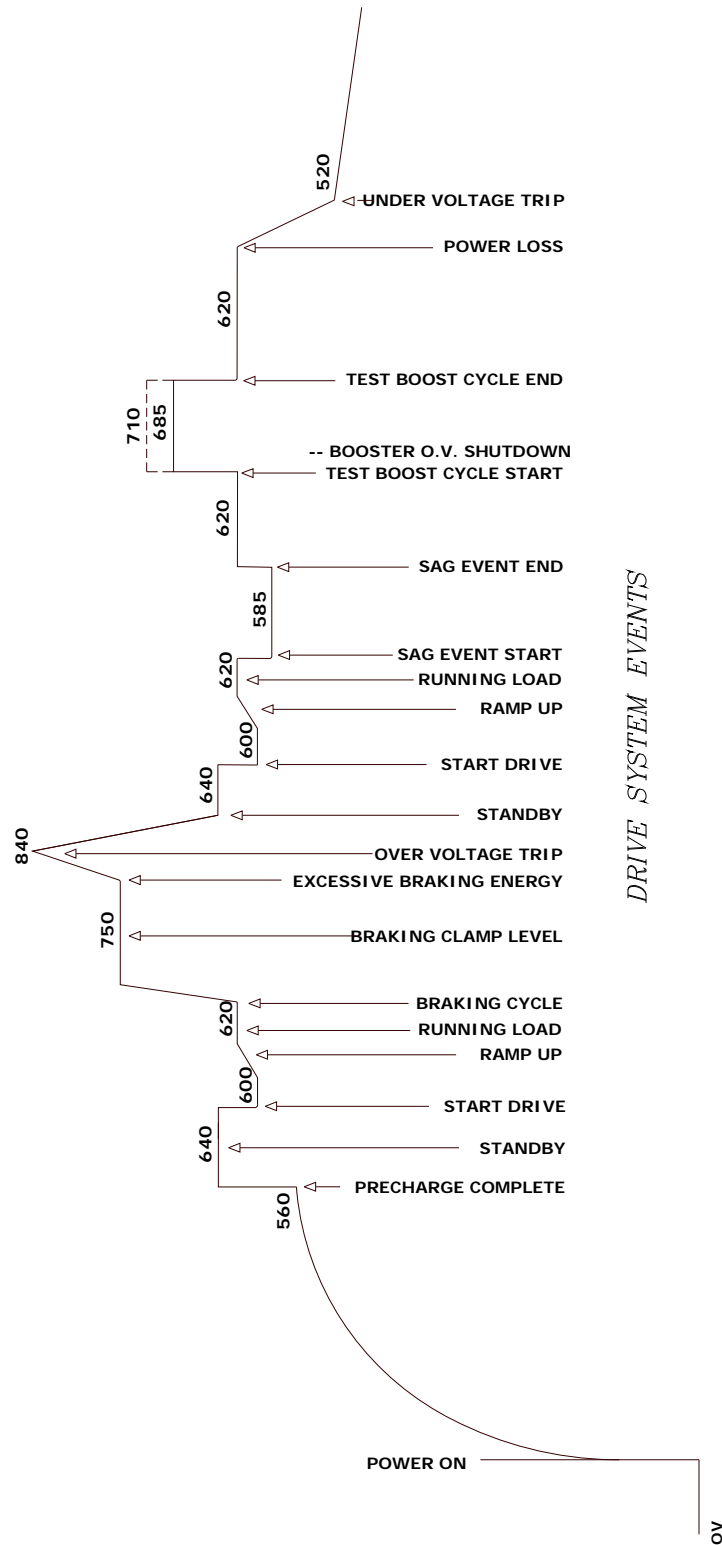 520
UNDER VOLTAGE TRIP
POWER LOSS
620
TEST BOOST CYCLE END
710
685
-- BOOSTER O.V. SHUTDOWN
TEST BOOST CYCLE START
620
SAG EVENT END
585
SAG EVENT START
620
RUNNING LOAD
RAMP UP
600
START DRIVE
640
STANDBY
840
OVER VOLTAGE TRIP
EXCESSIVE BRAKING ENERGY
750
BRAKING CLAMP LEVEL
BRAKING CYCLE
620
RUNNING LOAD
RAMP UP
600
START DRIVE
640
STANDBY
PRECHARGE COMPLETE
560
POWER ON
0V
DRIVE SYSTEM EVENTS